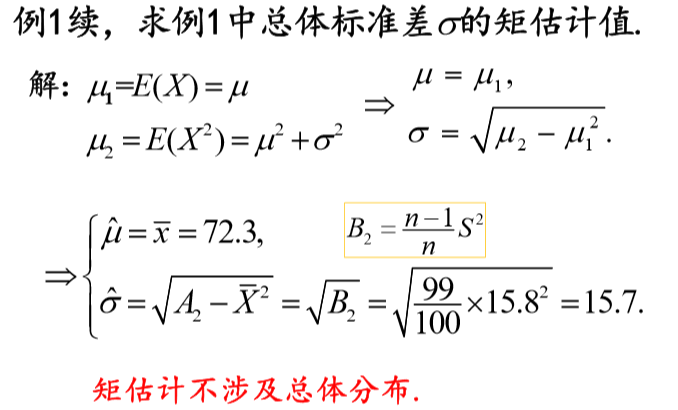 例1续，求例1中总体标准差σ的矩估计值.
解：μ₁=E(X)=μ ⇒ μ = μ₁,
μ₂=E(X²)=μ²+σ² σ = √(μ₂ − μ₁²).
⇒ { μ̂ = x̄ = 72.3, B₂ = (n−1)/n S²
σ̂ = √(A₂ − X̄²) = √B₂ = √(99/100 × 15.8²) = 15.7.
矩估计不涉及总体分布.